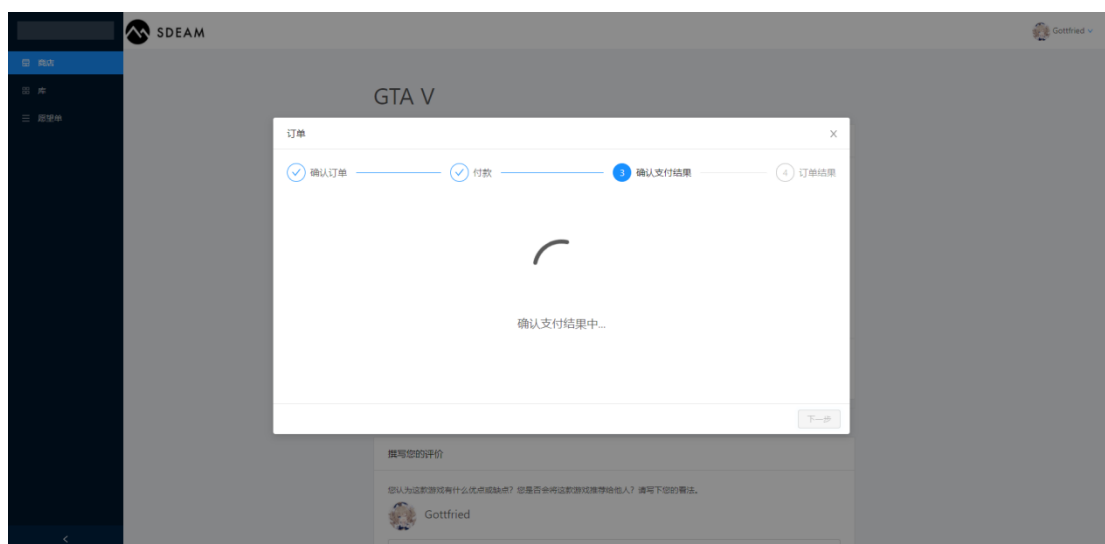 SDEAM
Gottfried
商店
库
愿望单
GTA V
订单
确认订单
付款
3 确认支付结果
4 订单结果
确认支付结果中...
下一步
撰写您的评价
您认为这款游戏有什么优点或缺点？您是否会将这款游戏推荐给他人？请写下您的看法。
Gottfried